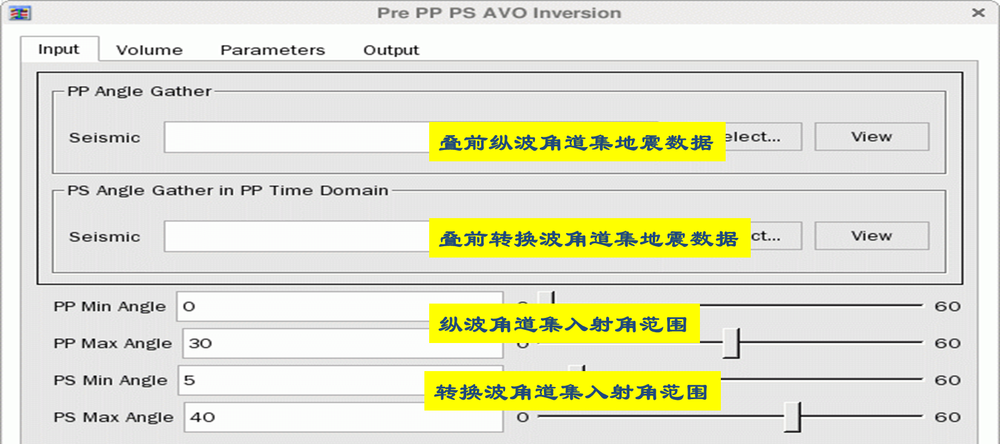 Pre PP PS AVO Inversion
Input Volume Parameters Output
PP Angle Gather
Seismic 叠前纵波角道集地震数据 elect... View
PS Angle Gather in PP Time Domain
Seismic 叠前转换波角道集地震数据 ct... View
PP Min Angle 0 60
纵波角道集入射角范围
PP Max Angle 30 0 60
PS Min Angle 5 60
转换波角道集入射角范围
PS Max Angle 40 0 60